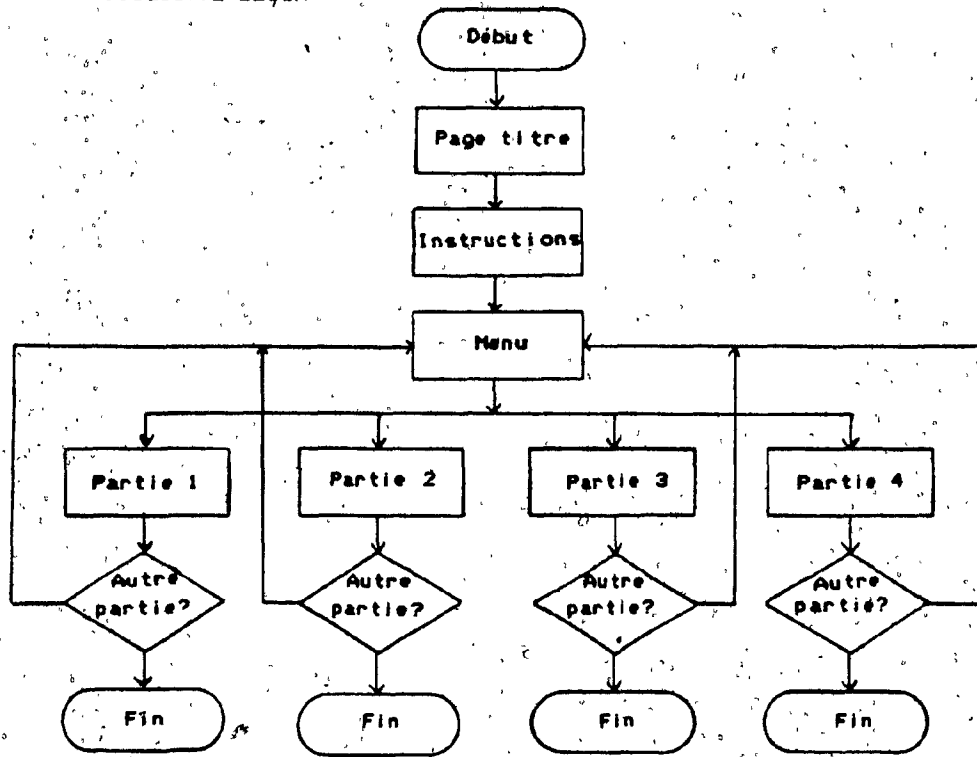 Début
Page titre
Instructions
Menu
Partie 1
Partie 2
Partie 3
Partie 4
Autre
partie?
Autre
partie?
Autre
partie?
Autre
partie?
Fin
Fin
Fin
Fin